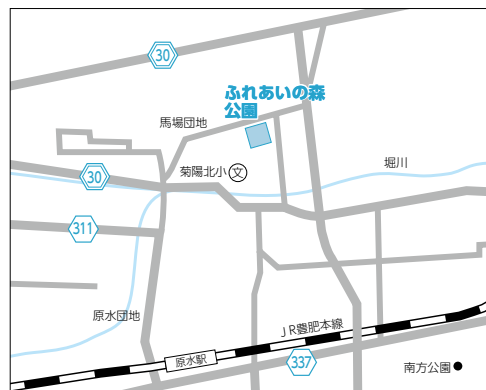 30
ふれあいの森
公園
馬場団地
菊陽北小
文
堀川
30
311
原水団地
JR豊肥本線
原水駅
337
南方公園